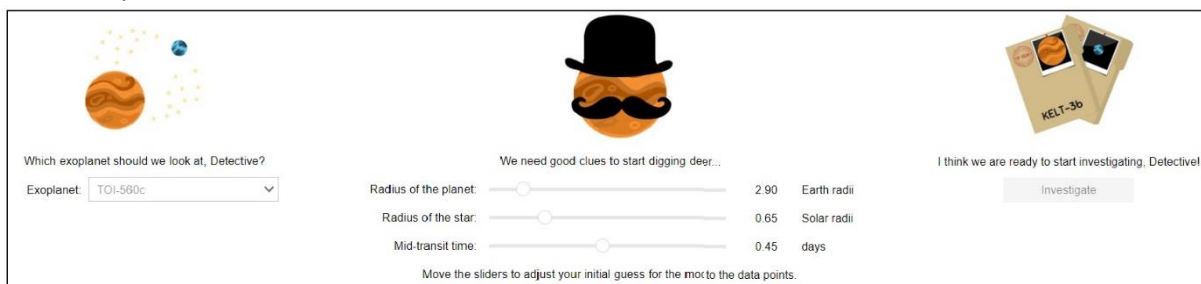 KELT-3b
Which exoplanet should we look at, Detective?
Exoplanet: TOI-560c
We need good clues to start digging deer...
Radius of the planet: 2.90 Earth radii
Radius of the star: 0.65 Solar radii
Mid-transit time: 0.45 days
Move the sliders to adjust your initial guess for the moc to the data points.
I think we are ready to start investigating, Detective!
Investigate